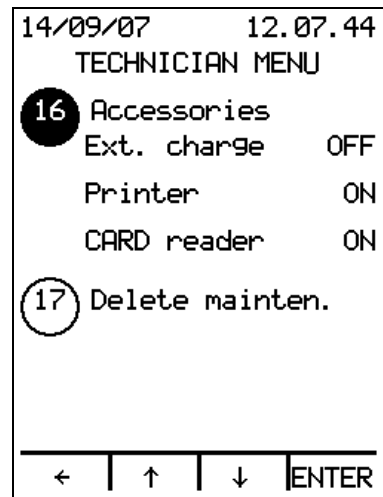 14/09/07 12.07.44
TECHNICIAN MENU
16 Accessories
Ext. charge OFF
Printer ON
CARD reader ON
17 Delete mainten.
← ↑ ↓ ENTER